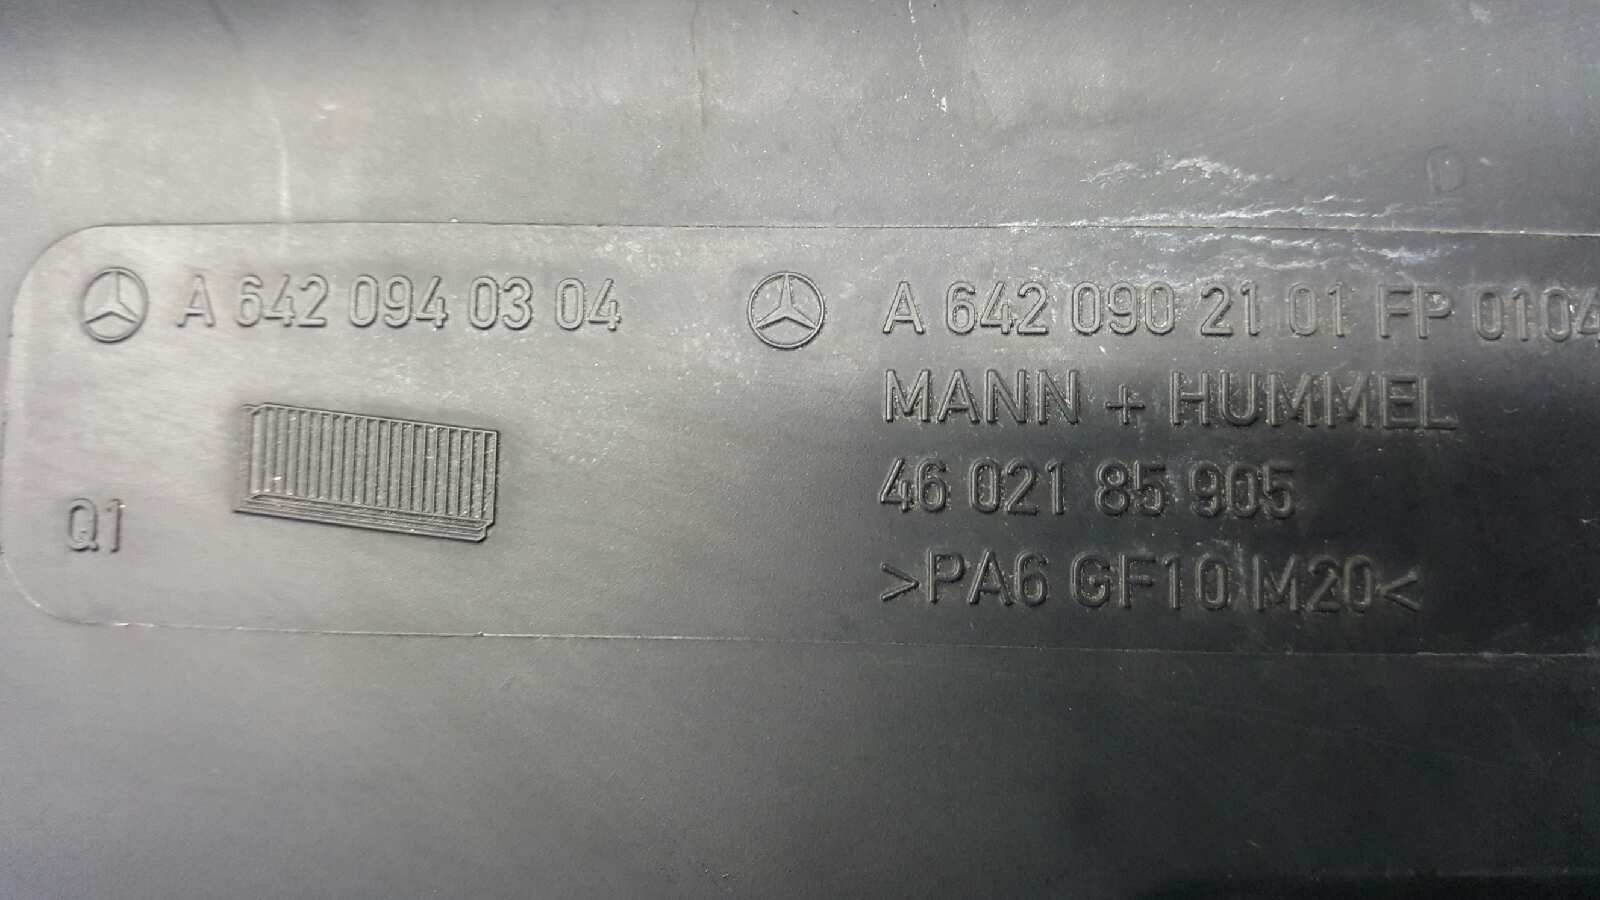 A 642 094 03 04
Q1
A 642 090 21 01 FP 0104
MANN + HUMMEL
46 021 85 905
>PA6 GF10 M20<